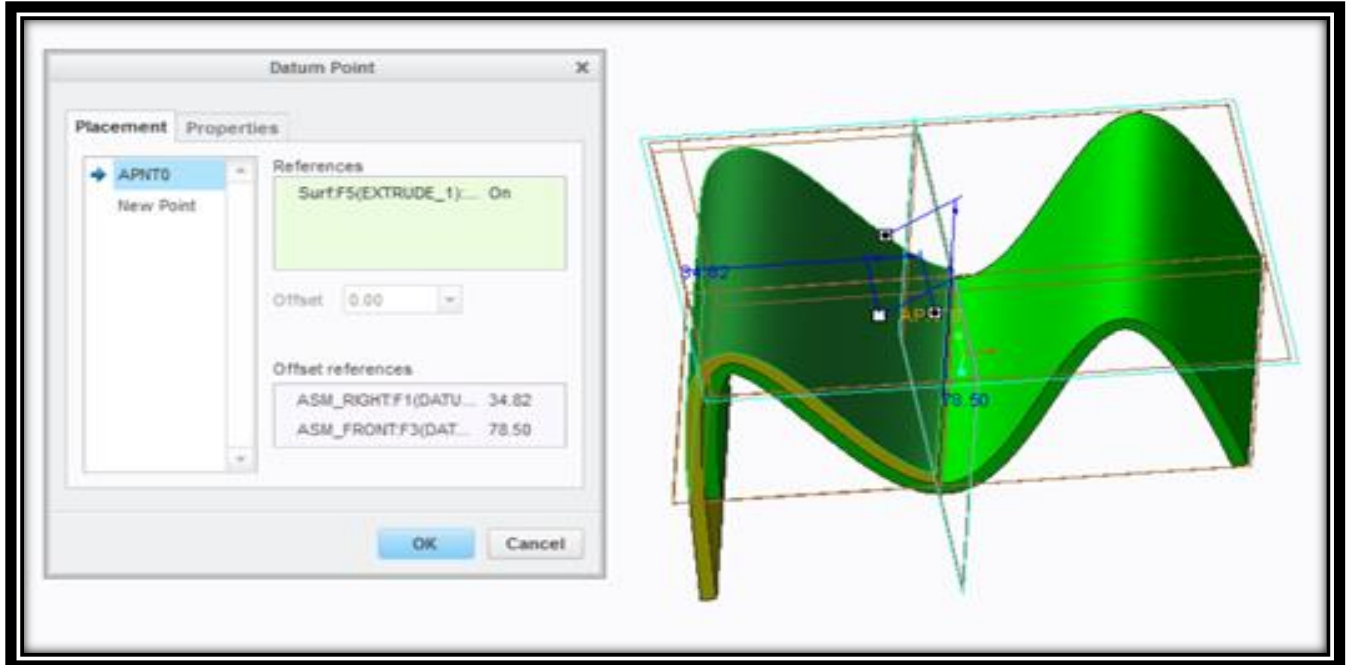 Datum Point
Placement Properties
APNT0
New Point
References
Surf:F5(EXTRUDE_1):... On
Offset 0.00
Offset references
ASM_RIGHT:F1(DATU... 34.82
ASM_FRONT:F3(DAT... 78.50
OK Cancel
34.82
APNT0
78.50